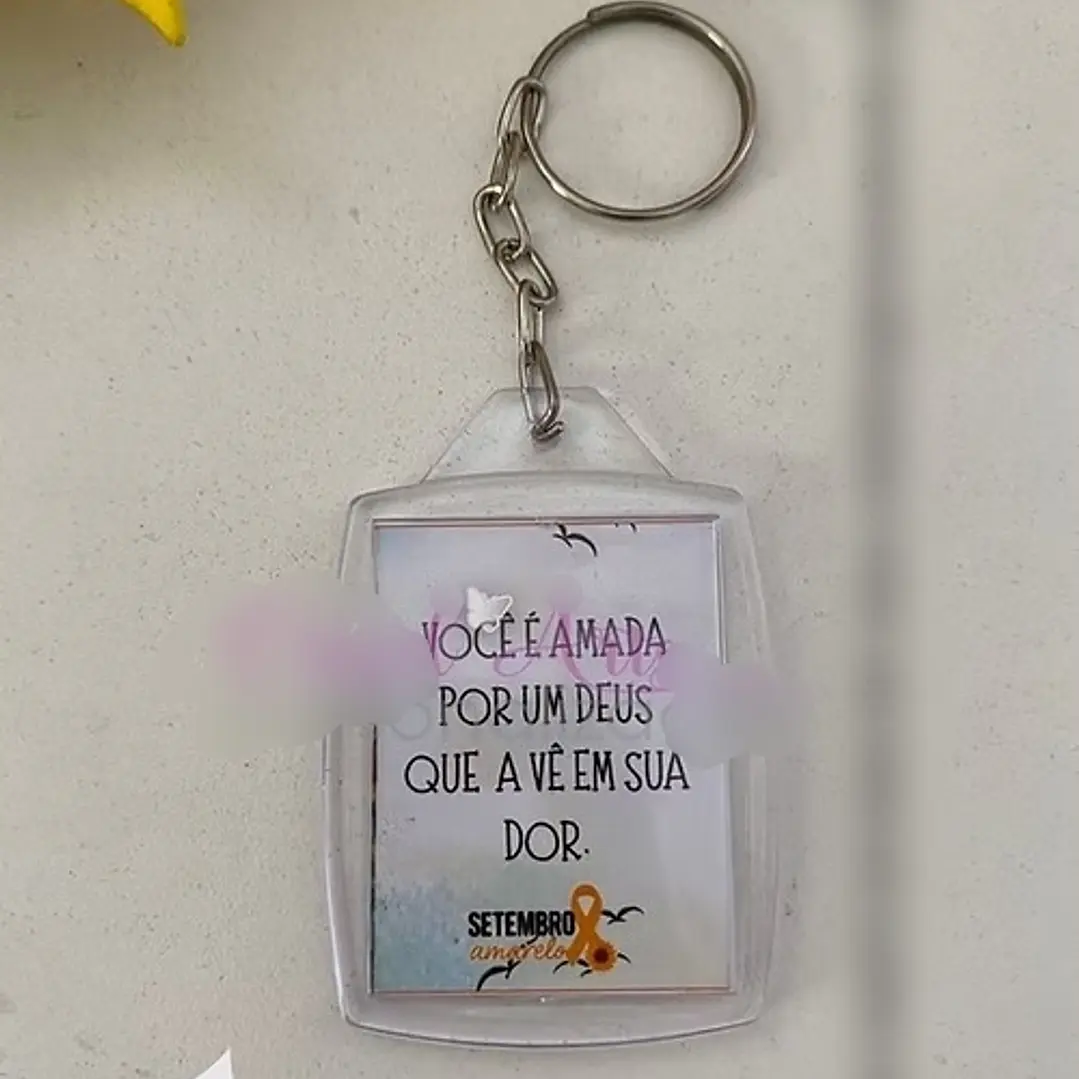 VOCÊ É AMADA
POR UM DEUS
QUE A VÊ EM SUA
DOR.
SETEMBRO
amarelo